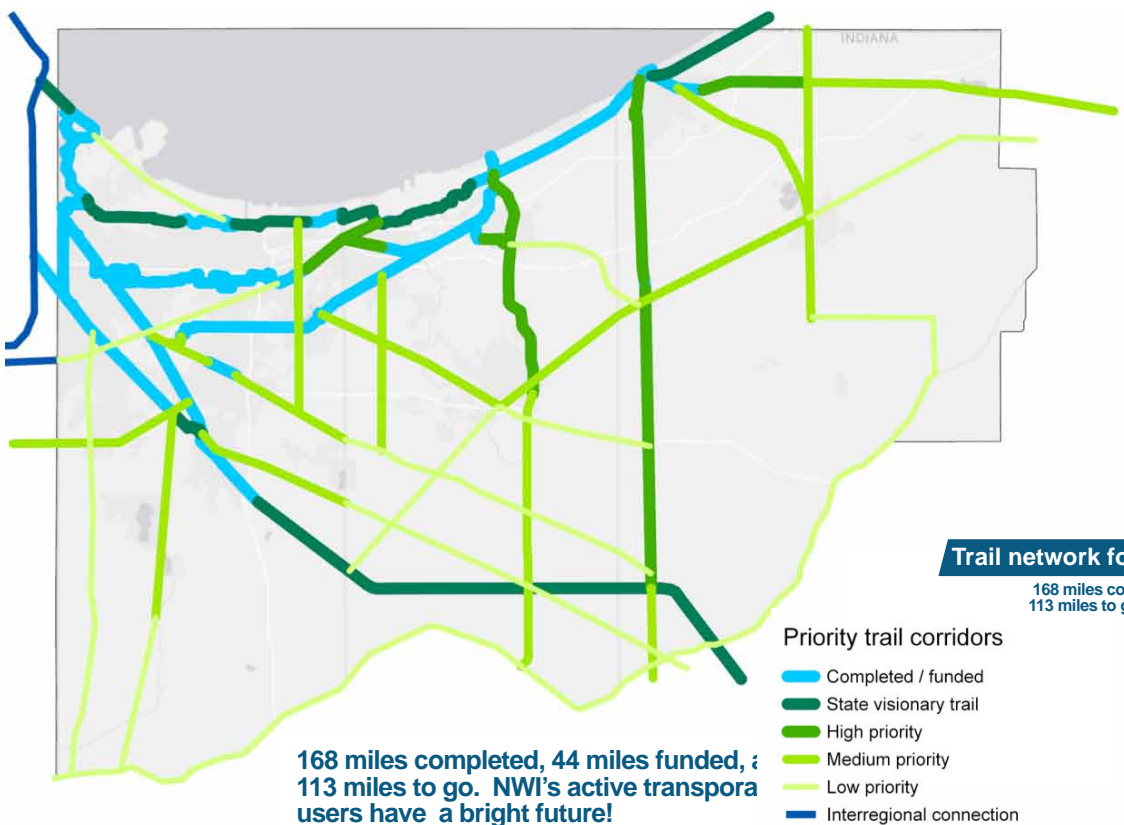 INDIANA
Trail network fo
168 miles co
113 miles to g
Priority trail corridors
Completed / funded
State visionary trail
High priority
Medium priority
Low priority
Interregional connection
168 miles completed, 44 miles funded, a
113 miles to go. NWI's active transpora
users have a bright future!